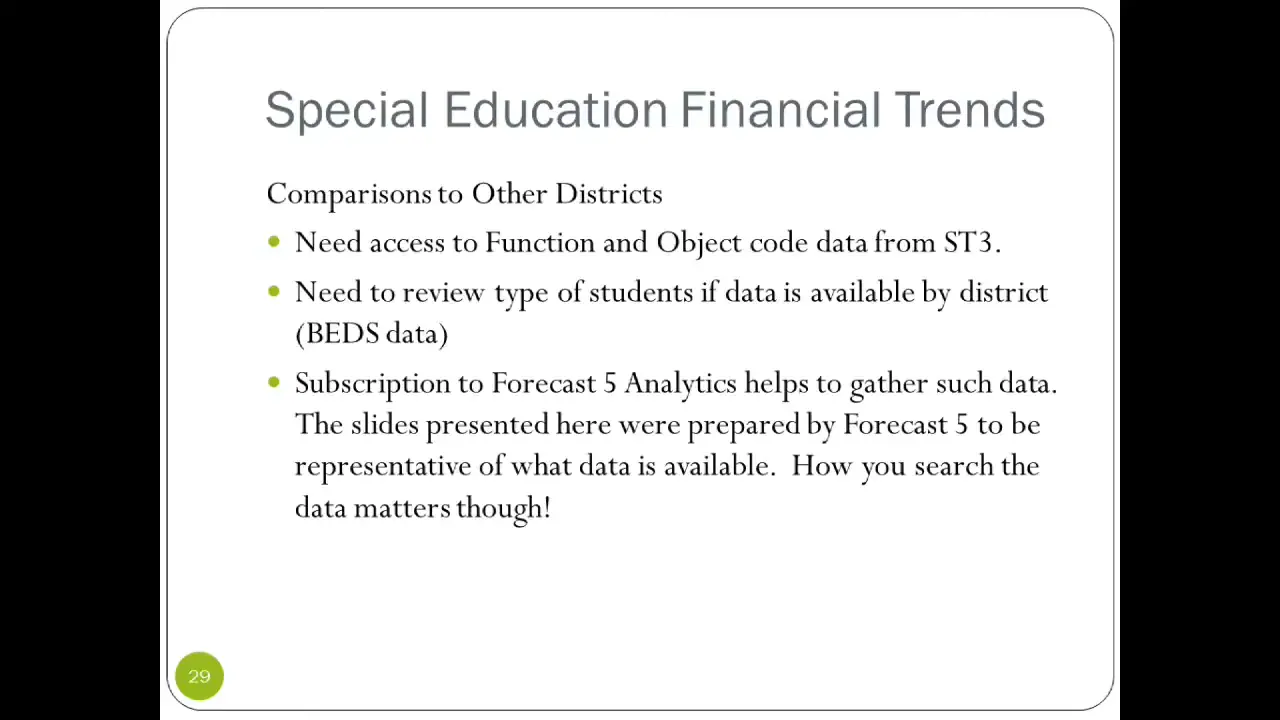 Special Education Financial Trends
Comparisons to Other Districts
• Need access to Function and Object code data from ST3.
• Need to review type of students if data is available by district
(BEDS data)
• Subscription to Forecast 5 Analytics helps to gather such data.
The slides presented here were prepared by Forecast 5 to be
representative of what data is available.  How you search the
data matters though!
29